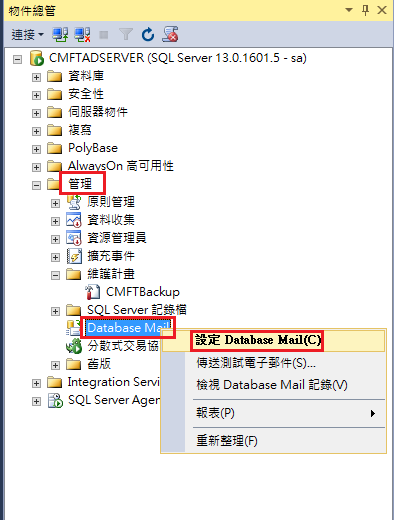 物件總管
連接
CMFTADSERVER (SQL Server 13.0.1601.5 - sa)
資料庫
安全性
伺服器物件
複寫
PolyBase
AlwaysOn 高可用性
管理
原則管理
資料收集
資源管理員
擴充事件
維護計畫
CMFTBackup
SQL Server 記錄檔
Database Mail
設定 Database Mail(C)
分散式交易協
傳送測試電子郵件(S)...
舊版
檢視 Database Mail 記錄(V)
Integration Servi
SQL Server Agen
報表(P)
重新整理(F)